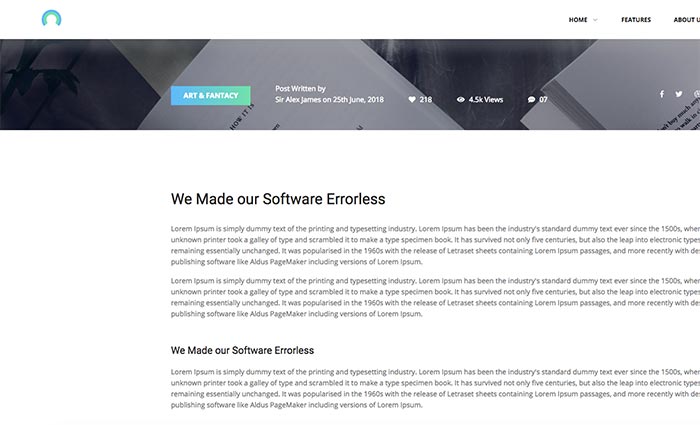 HOME
FEATURES
ABOUT U
ART & FANTACY
Post Written by
Sir Alex James on 25th June, 2018
218
4.5k Views
07
HOW IT IS
buy much
to walk in
We Made our Software Errorless
Lorem Ipsum is simply dummy text of the printing and typesetting industry. Lorem Ipsum has been the industry's standard dummy text ever since the 1500s, when
unknown printer took a galley of type and scrambled it to make a type specimen book. It has survived not only five centuries, but also the leap into electronic types
remaining essentially unchanged. It was popularised in the 1960s with the release of Letraset sheets containing Lorem Ipsum passages, and more recently with des
publishing software like Aldus PageMaker including versions of Lorem Ipsum.
Lorem Ipsum is simply dummy text of the printing and typesetting industry. Lorem Ipsum has been the industry's standard dummy text ever since the 1500s, when
unknown printer took a galley of type and scrambled it to make a type specimen book. It has survived not only five centuries, but also the leap into electronic types
remaining essentially unchanged. It was popularised in the 1960s with the release of Letraset sheets containing Lorem Ipsum passages, and more recently with des
publishing software like Aldus PageMaker including versions of Lorem Ipsum.
We Made our Software Errorless
Lorem Ipsum is simply dummy text of the printing and typesetting industry. Lorem Ipsum has been the industry's standard dummy text ever since the 1500s, when
unknown printer took a galley of type and scrambled it to make a type specimen book. It has survived not only five centuries, but also the leap into electronic types
remaining essentially unchanged. It was popularised in the 1960s with the release of Letraset sheets containing Lorem Ipsum passages, and more recently with des
publishing software like Aldus PageMaker including versions of Lorem Ipsum.